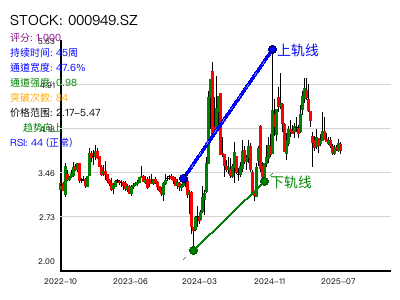 STOCK: 000949.SZ
评分: 1.000
持续时间: 45周
通道宽度: 47.6%
通道强度: 0.98
突破次数: 84
价格范围: 2.17-5.47
趋势: 向上
RSI: 44 (正常)
上轨线
下轨线
5.63
3.46
2.73
2.00
2022-10
2023-06
2024-03
2024-11
2025-07